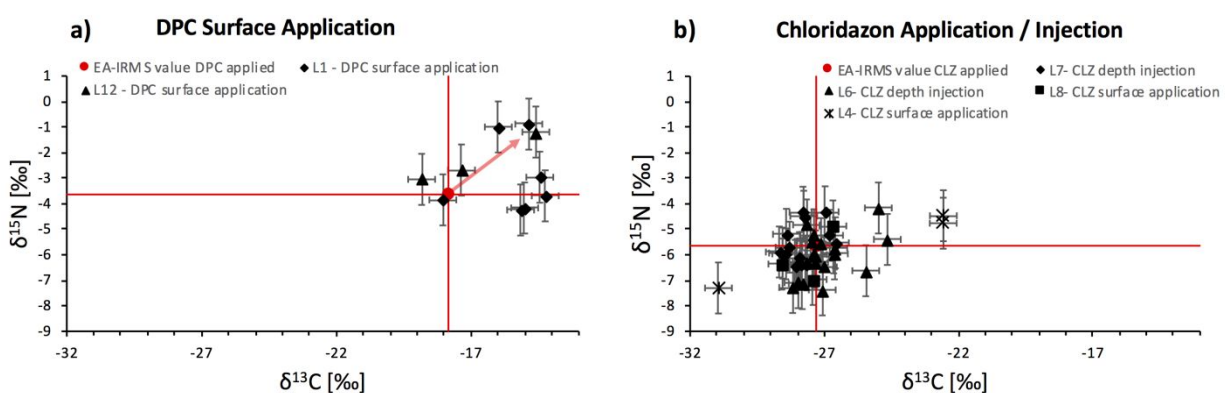 a) DPC Surface Application
EA-IRMS value DPC applied L1 - DPC surface application
L12 - DPC surface application
δ¹⁵N [‰]
1
0
-1
-2
-3
-4
-5
-6
-7
-8
-9
-32 -27 -22 -17
δ¹³C [‰]
b) Chloridazon Application / Injection
EA-IRMS value CLZ applied L7- CLZ depth injection
L6- CLZ depth injection L8- CLZ surface application
L4- CLZ surface application
δ¹⁵N [‰]
1
0
-1
-2
-3
-4
-5
-6
-7
-8
-9
-32 -27 -22 -17
δ¹³C [‰]